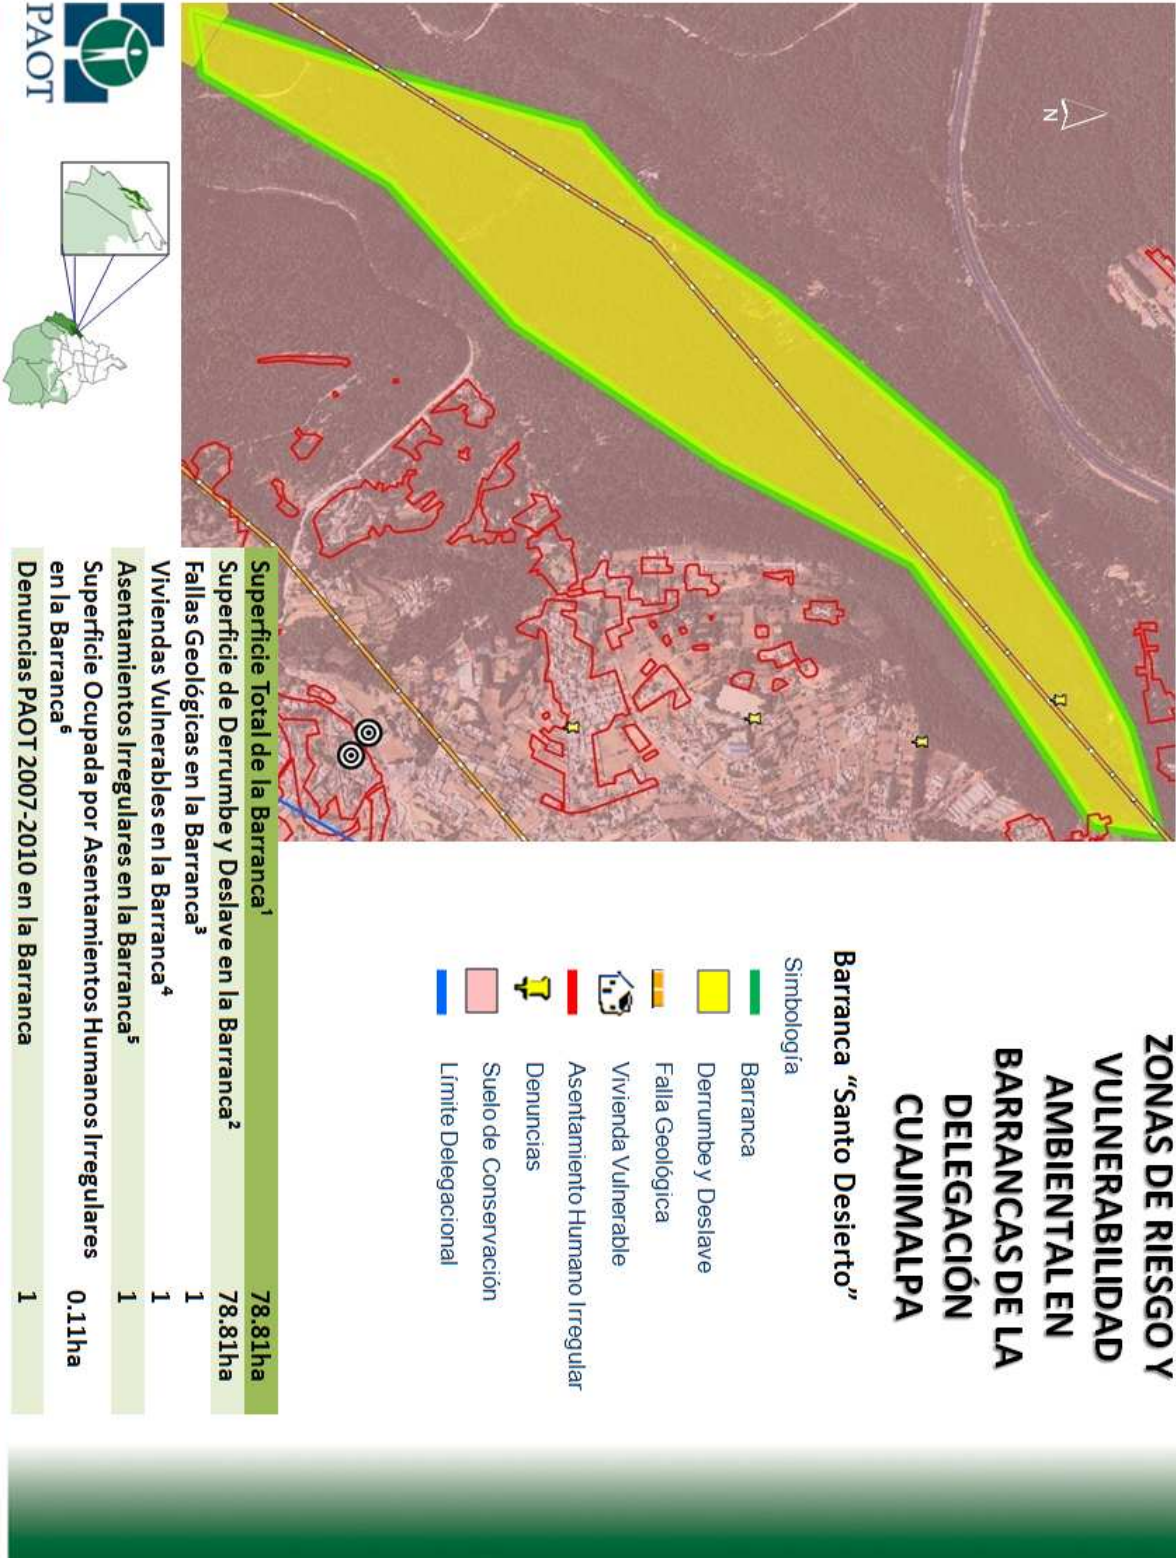 ZONAS DE RIESGO Y
VULNERABILIDAD
AMBIENTAL EN
BARRANCAS DE LA
DELEGACIÓN
CUAJIMALPA
Barranca “Santo Desierto”
Simbología
Barranca
Derrumbe y Deslave
Falla Geológica
Vivienda Vulnerable
Asentamiento Humano Irregular
Denuncias
Suelo de Conservación
Límite Delegacional
N
PAOT
Superficie Total de la Barranca¹ 78.81ha
Superficie de Derrumbe y Deslave en la Barranca² 78.81ha
Fallas Geológicas en la Barranca³ 1
Viviendas Vulnerables en la Barranca⁴ 1
Asentamientos Irregulares en la Barranca⁵ 1
Superficie Ocupada por Asentamientos Humanos Irregulares
en la Barranca⁶ 0.11ha
Denuncias PAOT 2007-2010 en la Barranca 1